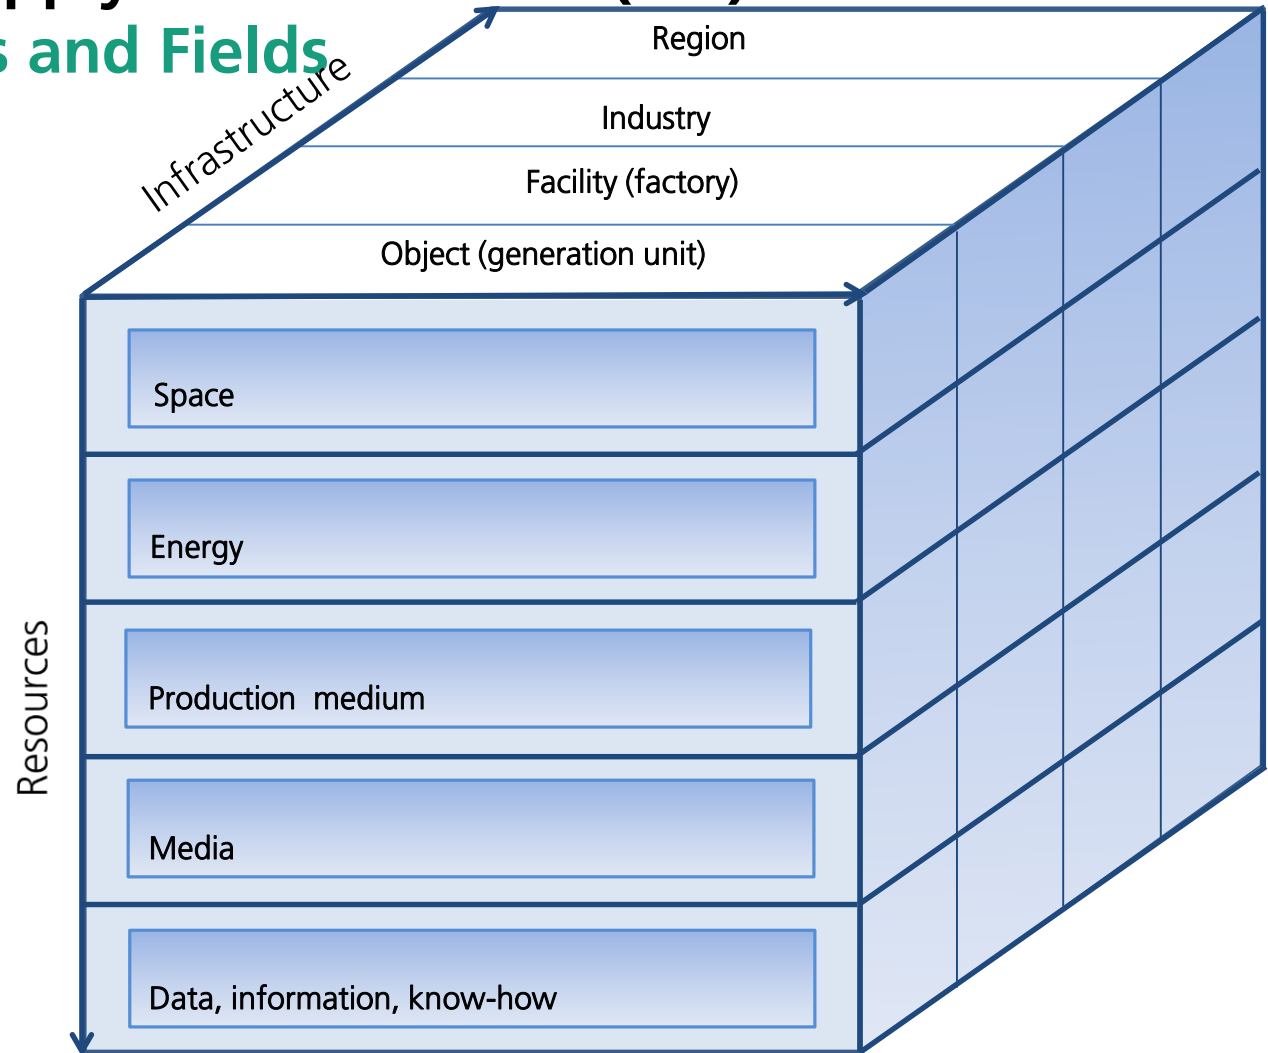 s and Fields
Infrastructure
Region
Industry
Facility (factory)
Object (generation unit)
Resources
Space
Energy
Production medium
Media
Data, information, know-how